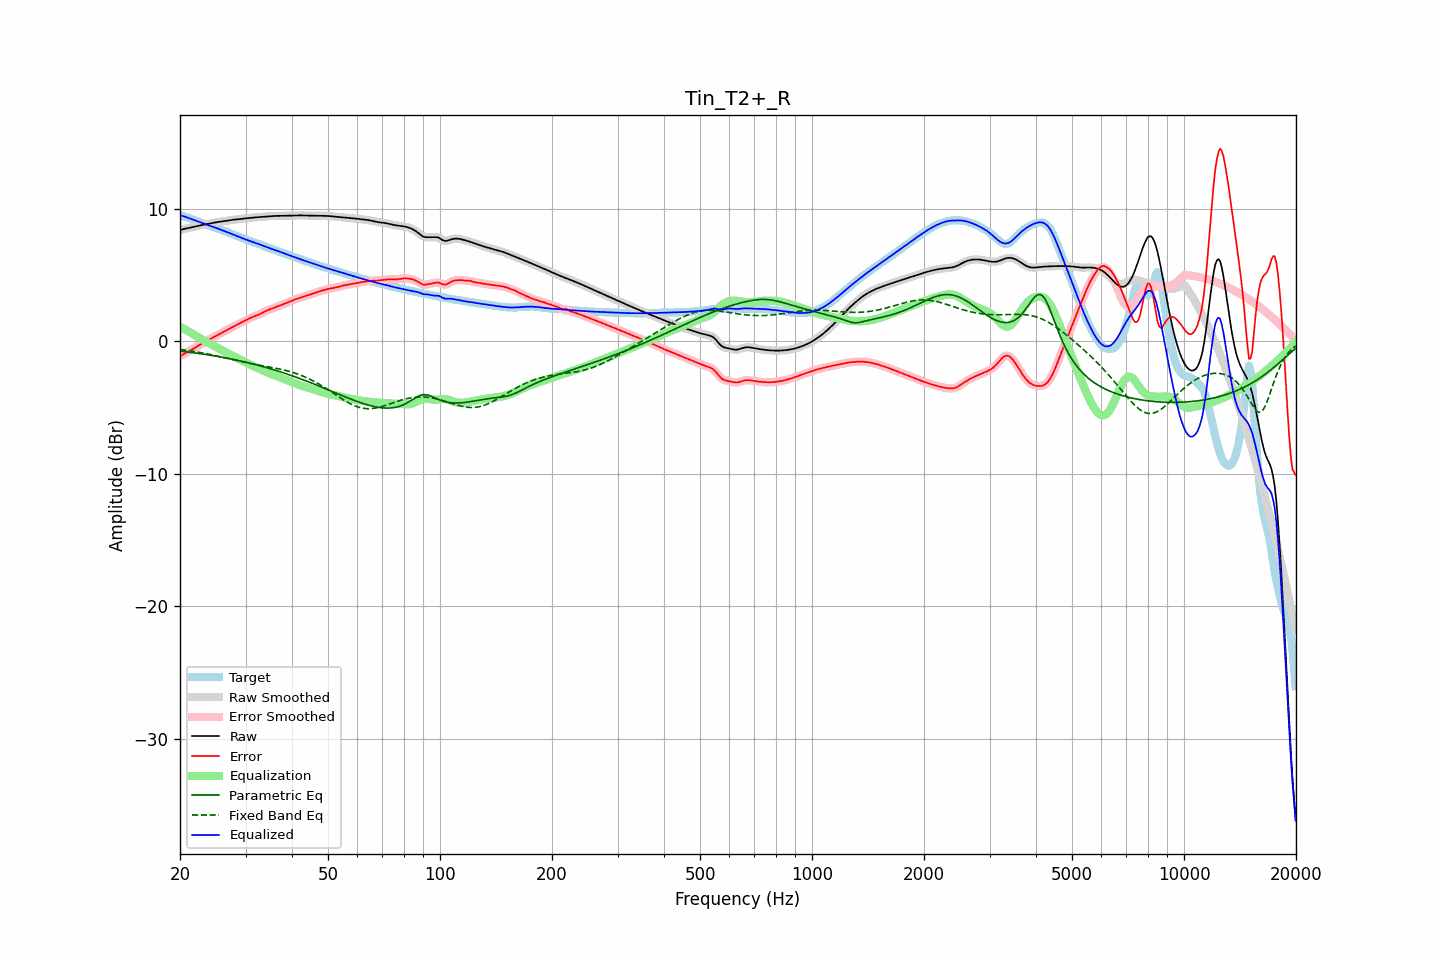 Tin_T2+_R
Amplitude (dBr)
10
0
−10
−20
−30
Target
Raw Smoothed
Error Smoothed
Raw
Error
Equalization
Parametric Eq
Fixed Band Eq
Equalized
20 50 100 200 500 1000 2000 5000 10000 20000
Frequency (Hz)